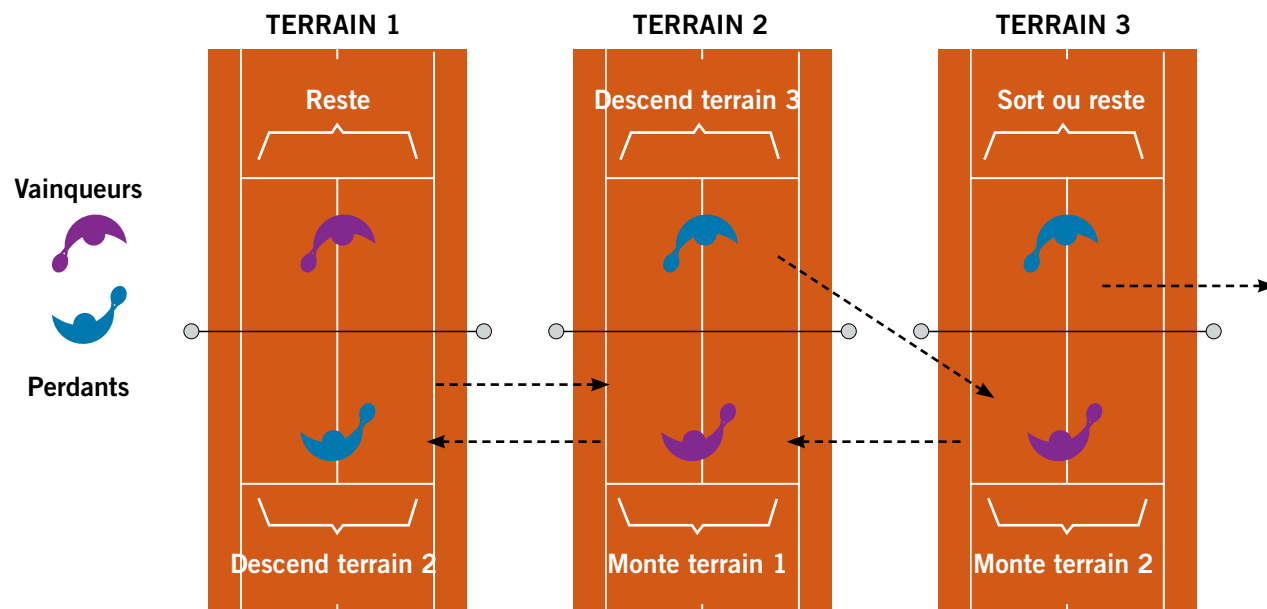 TERRAIN 1
TERRAIN 2
TERRAIN 3
Reste
Descend terrain 3
Sort ou reste
Vainqueurs
Perdants
Descend terrain 2
Monte terrain 1
Monte terrain 2